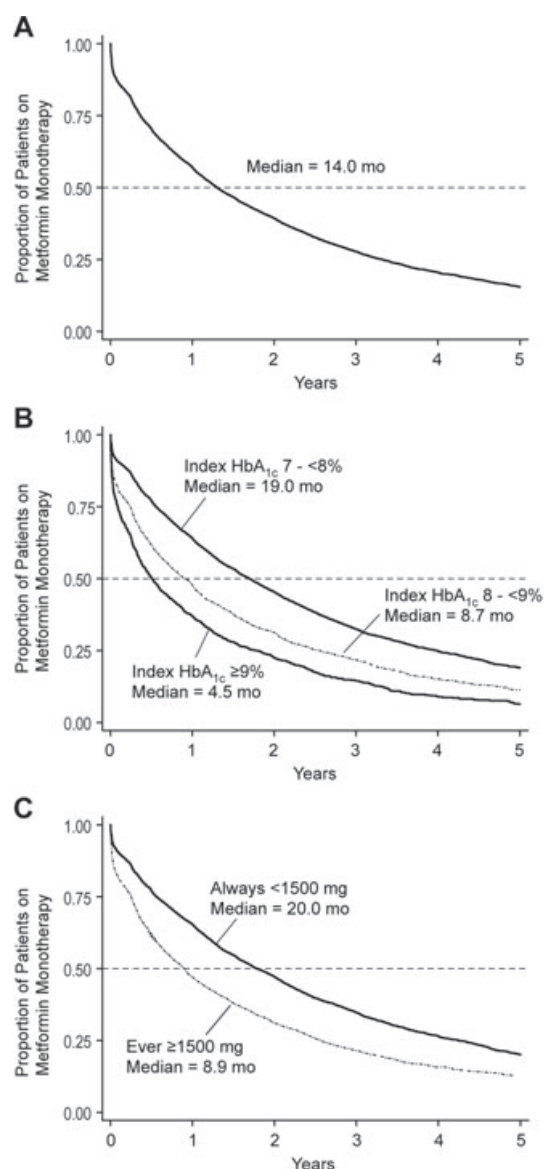 A
Proportion of Patients on
Metformin Monotherapy
1.00
0.75
0.50
0.25
0.00
Median = 14.0 mo
0 1 2 3 4 5
Years
B
Proportion of Patients on
Metformin Monotherapy
1.00
0.75
0.50
0.25
0.00
Index HbA1c 7 - <8%
Median = 19.0 mo
Index HbA1c 8 - <9%
Median = 8.7 mo
Index HbA1c ≥9%
Median = 4.5 mo
0 1 2 3 4 5
Years
C
Proportion of Patients on
Metformin Monotherapy
1.00
0.75
0.50
0.25
0.00
Always <1500 mg
Median = 20.0 mo
Ever ≥1500 mg
Median = 8.9 mo
0 1 2 3 4 5
Years